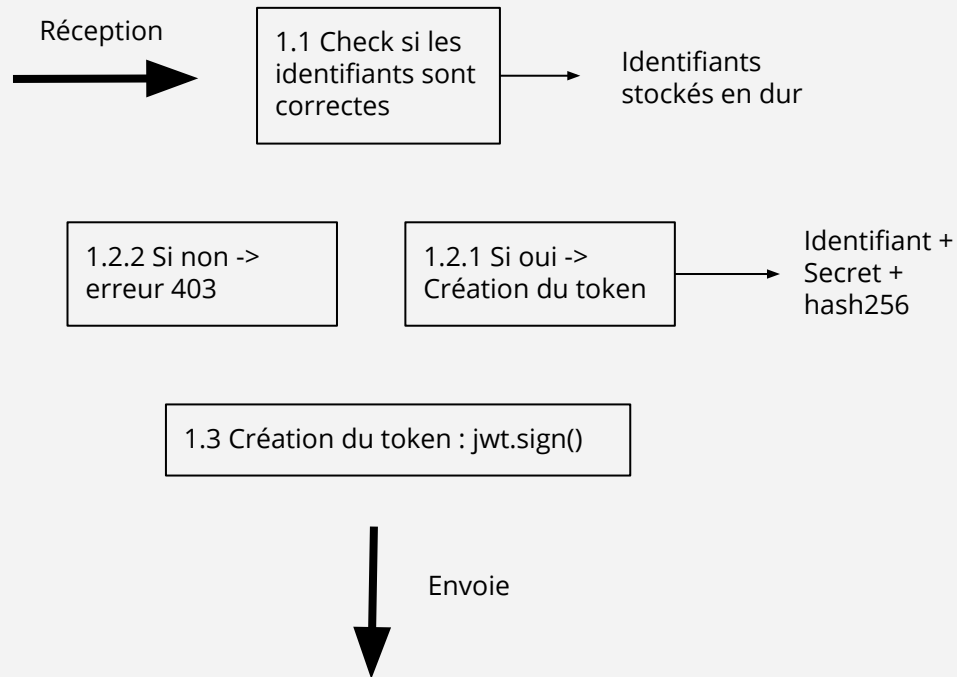 Réception
1.1 Check si les
identifiants sont
correctes
Identifiants
stockés en dur
1.2.2 Si non ->
erreur 403
1.2.1 Si oui ->
Création du token
Identifiant +
Secret +
hash256
1.3 Création du token : jwt.sign()
Envoie